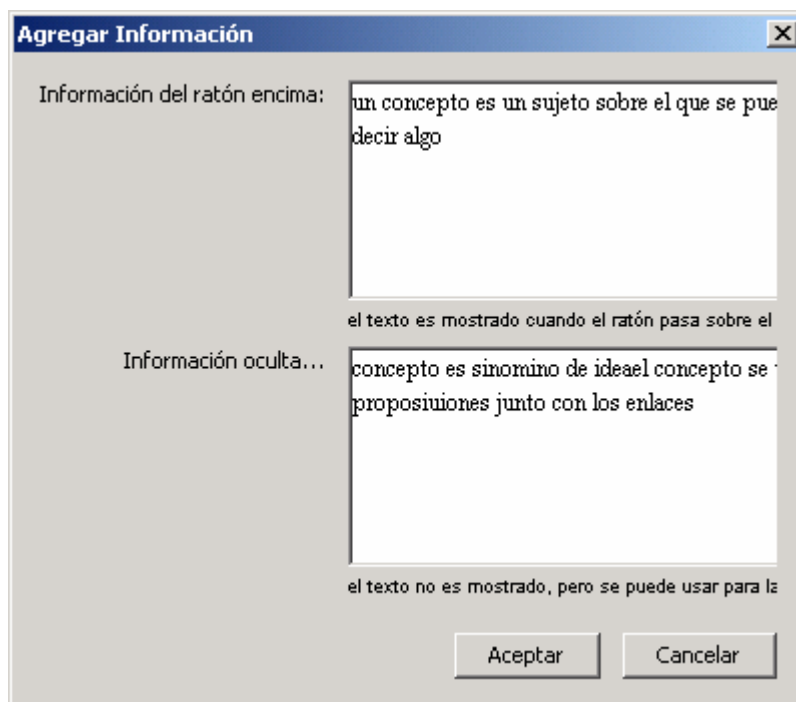 Agregar Información
Información del ratón encima:
un concepto es un sujeto sobre el que se pue
decir algo
el texto es mostrado cuando el ratón pasa sobre el
Información oculta...
concepto es sinomino de ideael concepto se
proposiuiones junto con los enlaces
el texto no es mostrado, pero se puede usar para la
Aceptar Cancelar